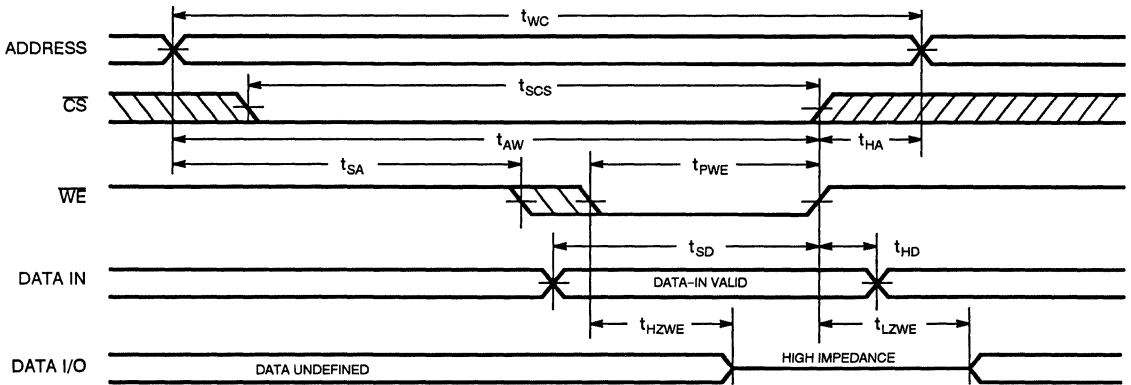 tWC
ADDRESS
tSCS
CS
tAW
tHA
tSA
tPWE
WE
tSD
tHD
DATA IN
DATA–IN VALID
tHZWE
tLZWE
DATA I/O
DATA UNDEFINED
HIGH IMPEDANCE